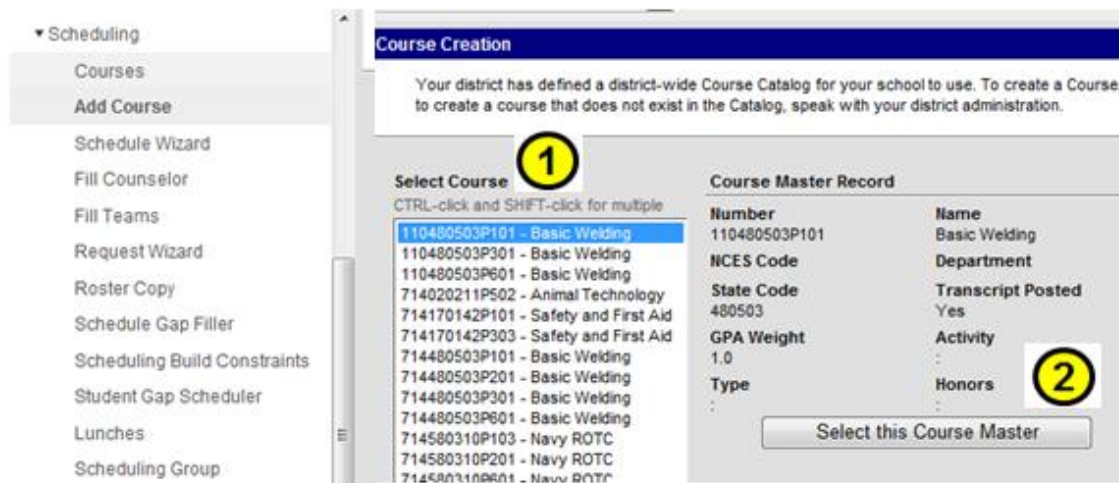 Scheduling
Courses
Add Course
Schedule Wizard
Fill Counselor
Fill Teams
Request Wizard
Roster Copy
Schedule Gap Filler
Scheduling Build Constraints
Student Gap Scheduler
Lunches
Scheduling Group
Course Creation
Your district has defined a district-wide Course Catalog for your school to use. To create a Course,
to create a course that does not exist in the Catalog, speak with your district administration.
1
Select Course
CTRL-click and SHIFT-click for multiple
110480503P101 - Basic Welding
110480503P301 - Basic Welding
110480503P601 - Basic Welding
714020211P502 - Animal Technology
714170142P101 - Safety and First Aid
714170142P303 - Safety and First Aid
714480503P101 - Basic Welding
714480503P201 - Basic Welding
714480503P301 - Basic Welding
714480503P601 - Basic Welding
714580310P103 - Navy ROTC
714580310P201 - Navy ROTC
714580310P601 - Navy ROTC
Course Master Record
Number Name
110480503P101 Basic Welding
NCES Code Department
State Code Transcript Posted
480503 Yes
GPA Weight Activity
1.0 :
Type Honors
: :
2
Select this Course Master